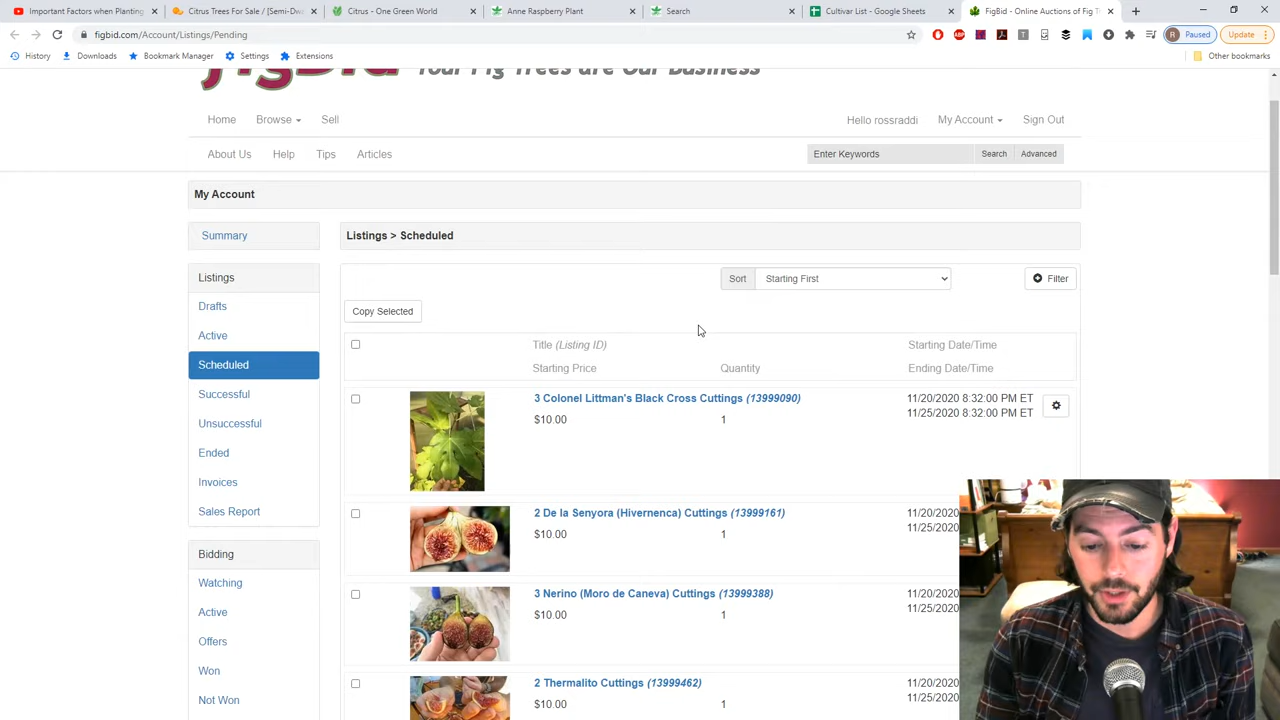 Important Factors when Planting
Citrus Trees For Sale / [Semi-Dw
Citrus - One Green World
Anne Raspberry Plant
Search
Cultivar List - Google Sheets
FigBid - Online Auctions of Fig T
figbid.com/Account/Listings/Pending
R Paused
Update
History
Downloads
Bookmark Manager
Settings
Extensions
Other bookmarks
FigBid Your Fig Trees are Our Business
Home
Browse
Sell
Hello rossraddi
My Account
Sign Out
About Us
Help
Tips
Articles
Enter Keywords
Search
Advanced
My Account
Summary
Listings > Scheduled
Listings
Sort
Starting First
Filter
Drafts
Copy Selected
Active
Title (Listing ID)
Starting Date/Time
Scheduled
Starting Price
Quantity
Ending Date/Time
Successful
3 Colonel Littman's Black Cross Cuttings (13999090)
11/20/2020 8:32:00 PM ET
$10.00
1
11/25/2020 8:32:00 PM ET
Unsuccessful
Ended
Invoices
Sales Report
2 De la Senyora (Hivernenca) Cuttings (13999161)
11/20/2020
$10.00
1
11/25/2020
Bidding
Watching
3 Nerino (Moro de Caneva) Cuttings (13999388)
11/20/2020
$10.00
1
11/25/2020
Active
Offers
Won
2 Thermalito Cuttings (13999462)
11/20/2020
$10.00
1
11/25/2020
Not Won